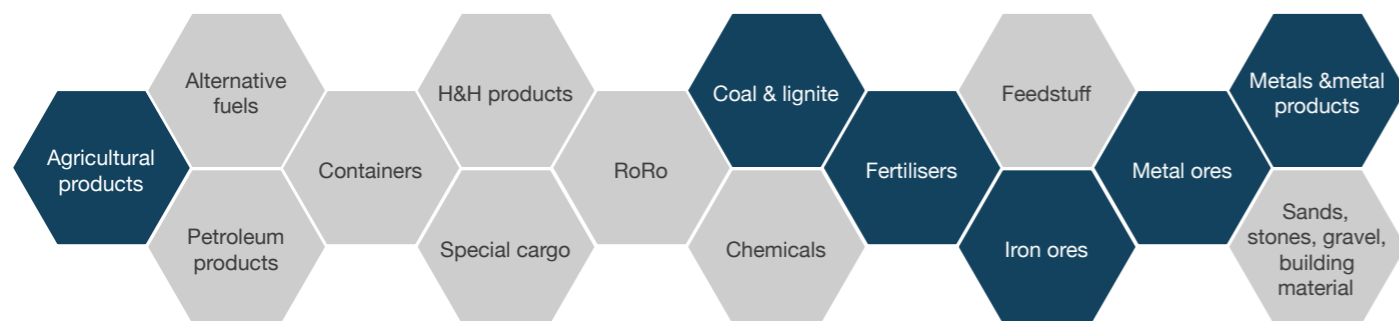 Agricultural
products
Alternative
fuels
Petroleum
products
Containers
H&H products
Special cargo
RoRo
Coal & lignite
Chemicals
Fertilisers
Feedstuff
Iron ores
Metal ores
Metals &metal
products
Sands,
stones, gravel,
building
material